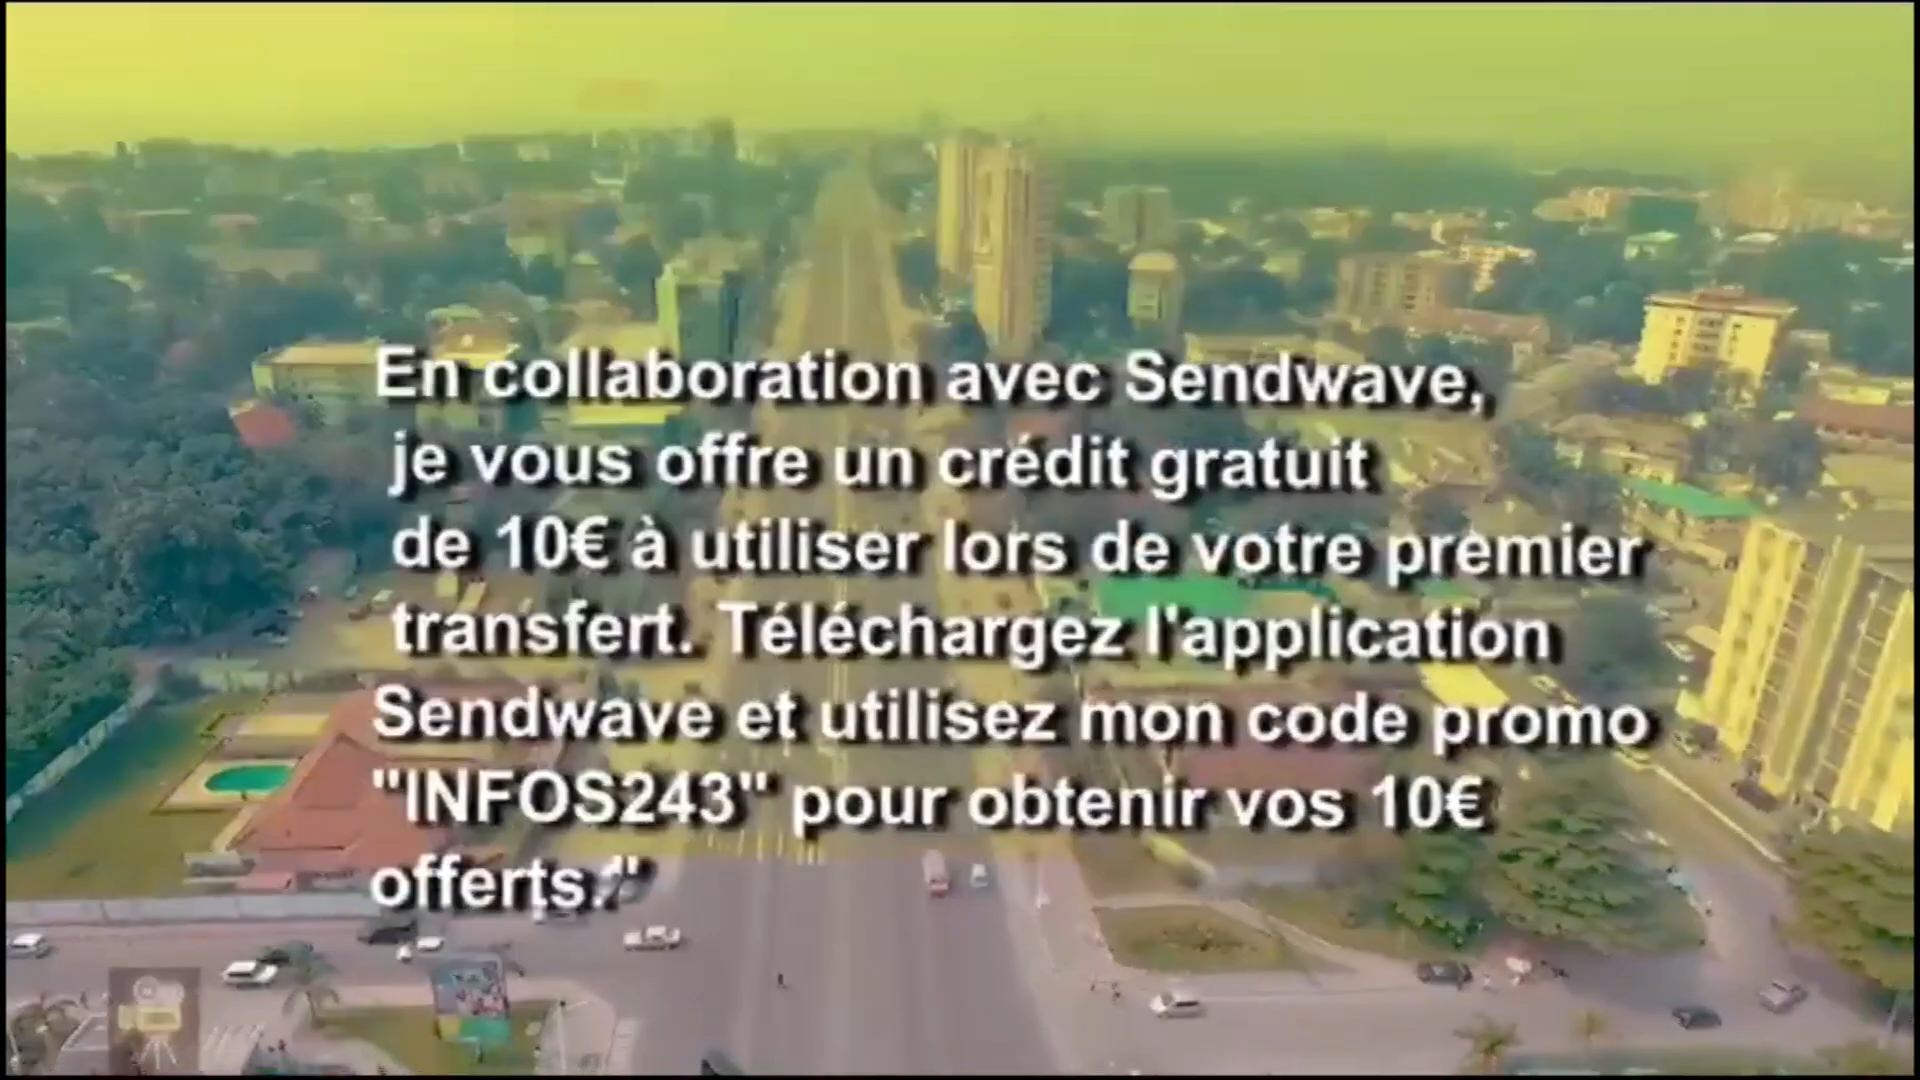 En collaboration avec Sendwave,
je vous offre un crédit gratuit
de 10€ à utiliser lors de votre premier
transfert. Téléchargez l'application
Sendwave et utilisez mon code promo
"INFOS243" pour obtenir vos 10€
offerts."